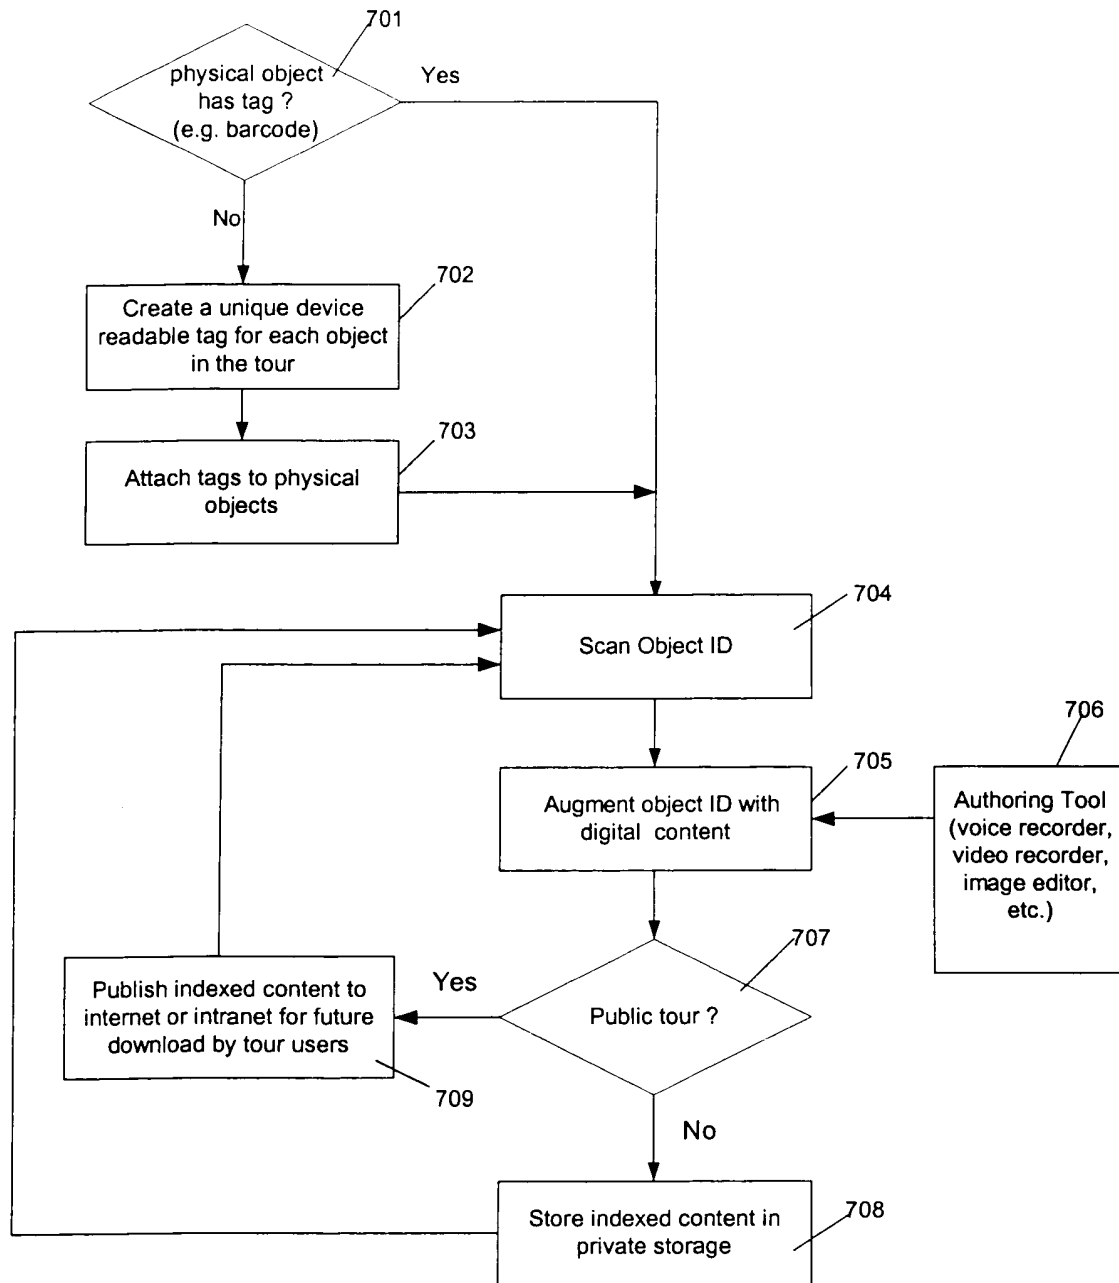 701
physical object
has tag ?
(e.g. barcode)
Yes
No
702
Create a unique device
readable tag for each object
in the tour
703
Attach tags to physical
objects
704
Scan Object ID
706
705
Augment object ID with
digital content
Authoring Tool
(voice recorder,
video recorder,
image editor,
etc.)
707
Public tour ?
Yes
Publish indexed content to
internet or intranet for future
download by tour users
709
No
Store indexed content in
private storage
708